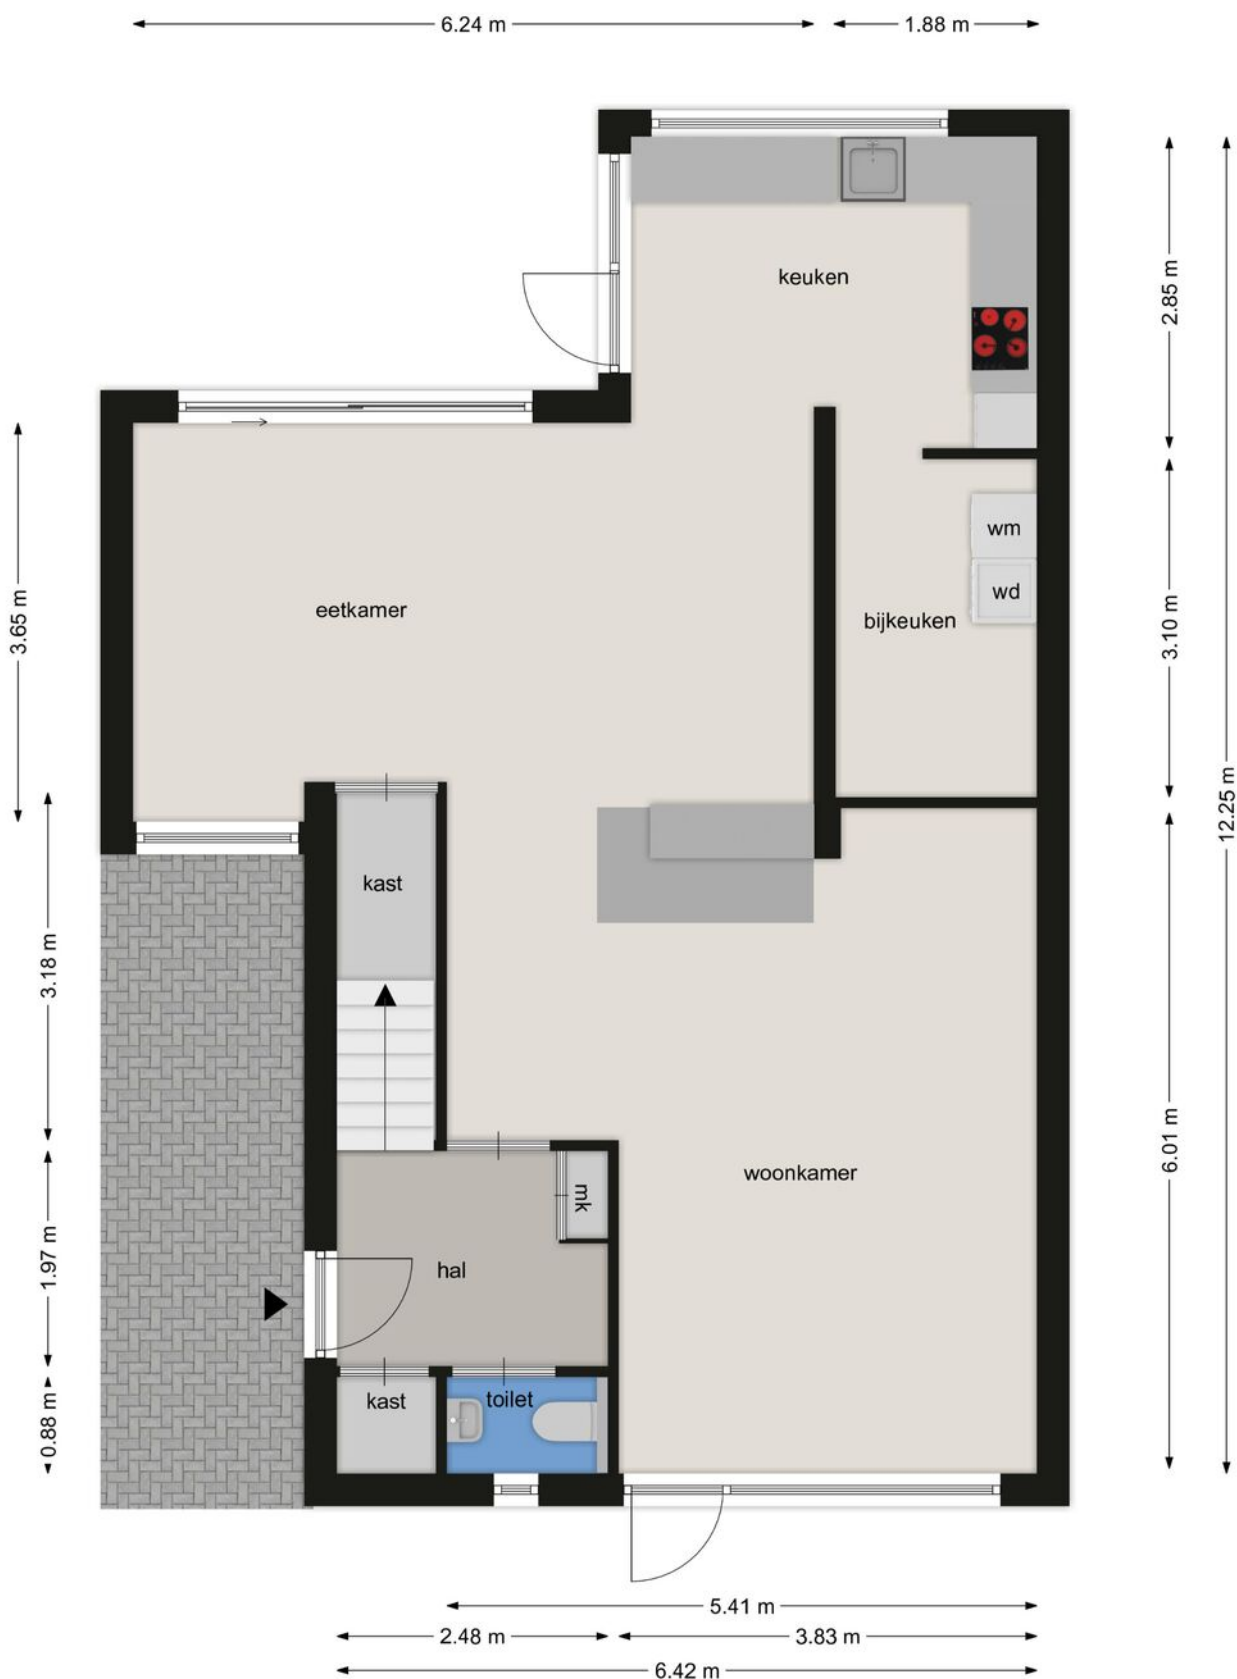 6.24 m
1.88 m
keuken
2.85 m
wm
wd
eetkamer
bijkeuken
3.65 m
3.10 m
12.25 m
kast
3.18 m
woonkamer
6.01 m
mk
hal
1.97 m
kast
toilet
0.88 m
5.41 m
2.48 m
3.83 m
6.42 m